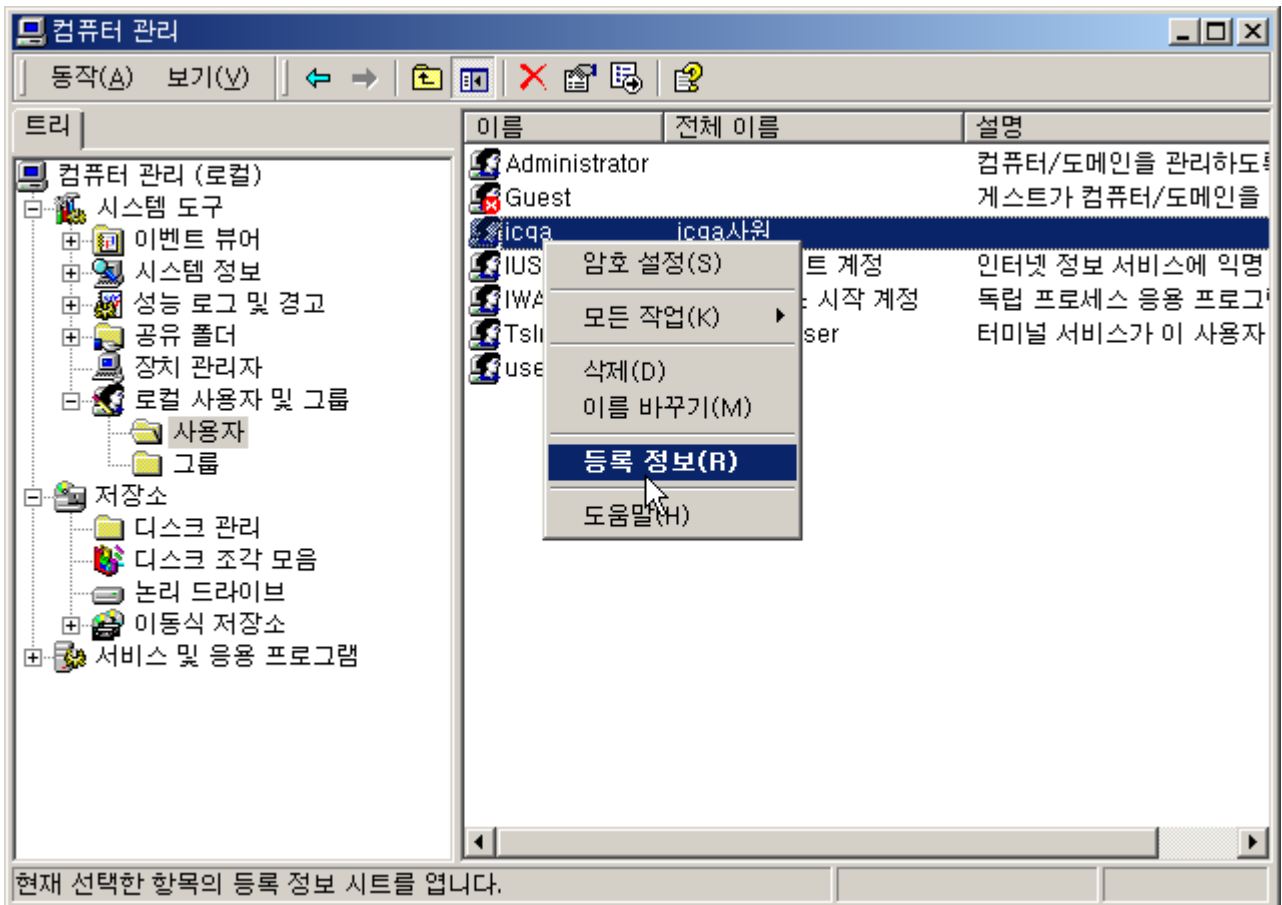 컴퓨터 관리
동작(A) 보기(V)
트리
컴퓨터 관리 (로컬)
시스템 도구
이벤트 뷰어
시스템 정보
성능 로그 및 경고
공유 폴더
장치 관리자
로컬 사용자 및 그룹
사용자
그룹
저장소
디스크 관리
디스크 조각 모음
논리 드라이브
이동식 저장소
서비스 및 응용 프로그램
이름 전체 이름 설명
Administrator 컴퓨터/도메인을 관리하도
Guest 게스트가 컴퓨터/도메인을
icqa icqa사원
IUS 트 계정 인터넷 정보 서비스에 익명
IWA 시작 계정 독립 프로세스 응용 프로그
TsIn ser 터미널 서비스가 이 사용자
use
암호 설정(S)
모든 작업(K)
삭제(D)
이름 바꾸기(M)
등록 정보(R)
도움말(H)
현재 선택한 항목의 등록 정보 시트를 엽니다.